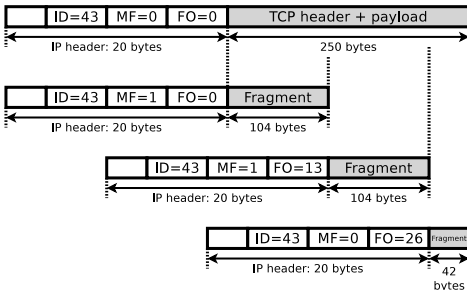 ID=43 MF=0 FO=0 TCP header + payload
IP header: 20 bytes 250 bytes
ID=43 MF=1 FO=0 Fragment
IP header: 20 bytes 104 bytes
ID=43 MF=1 FO=13 Fragment
IP header: 20 bytes 104 bytes
ID=43 MF=0 FO=26 Fragment
IP header: 20 bytes 42
bytes